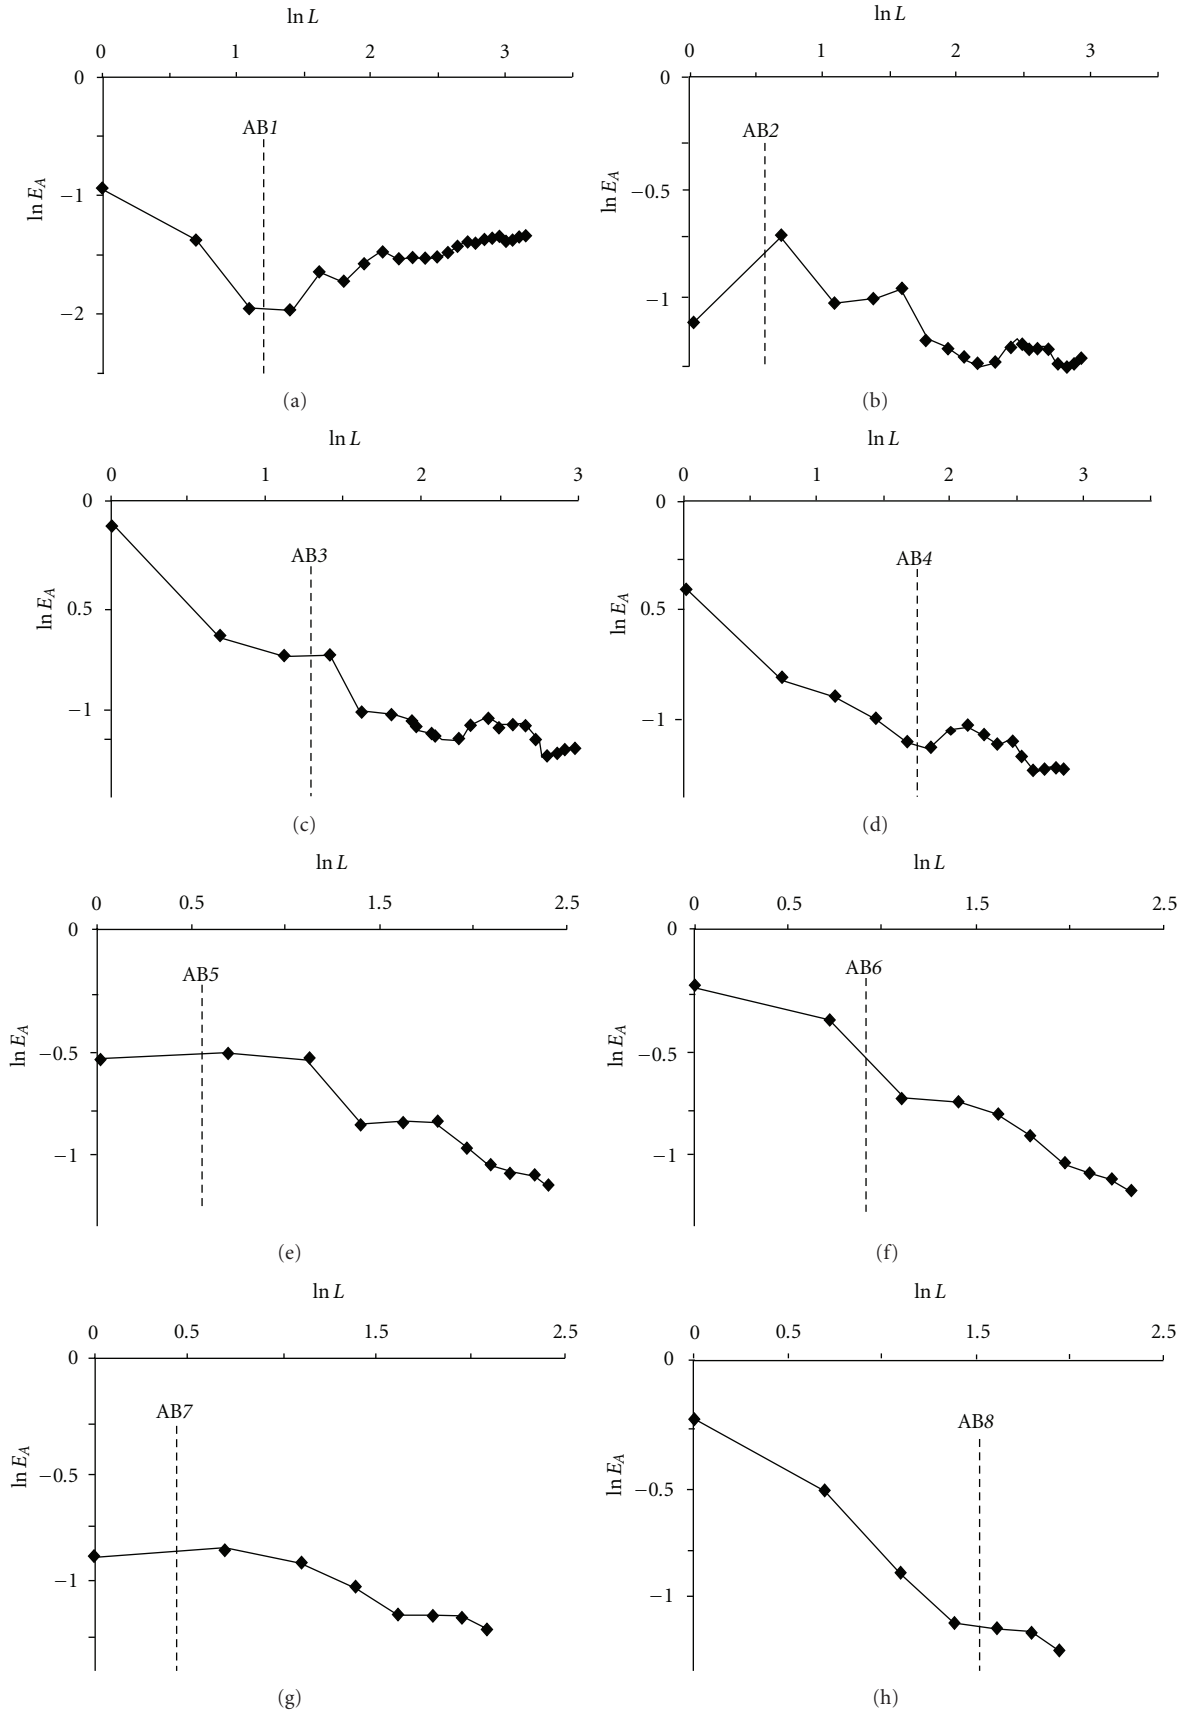 ln L
0 1 2 3
0
AB1
−1
ln E_A
−2
(a)
ln L
0 1 2 3
0
AB2
−0.5
ln E_A
−1
(b)
ln L
0 1 2 3
0
AB3
0.5
ln E_A
−1
(c)
ln L
0 1 2 3
0
AB4
0.5
ln E_A
−1
(d)
ln L
0 0.5 1.5 2.5
0
AB5
ln E_A
−0.5
−1
(e)
ln L
0 0.5 1.5 2.5
0
AB6
ln E_A
−0.5
−1
(f)
ln L
0 0.5 1.5 2.5
0
AB7
ln E_A
−0.5
−1
(g)
ln L
0 0.5 1.5 2.5
0
AB8
ln E_A
−0.5
−1
(h)